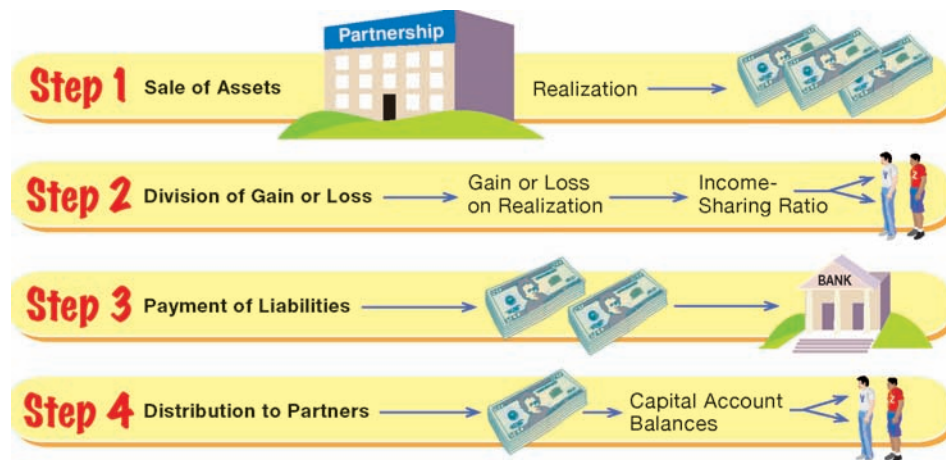 Partnership
Step 1 Sale of Assets Realization
Step 2 Division of Gain or Loss Gain or Loss
on Realization Income-
Sharing Ratio
Step 3 Payment of Liabilities BANK
Step 4 Distribution to Partners Capital Account
Balances